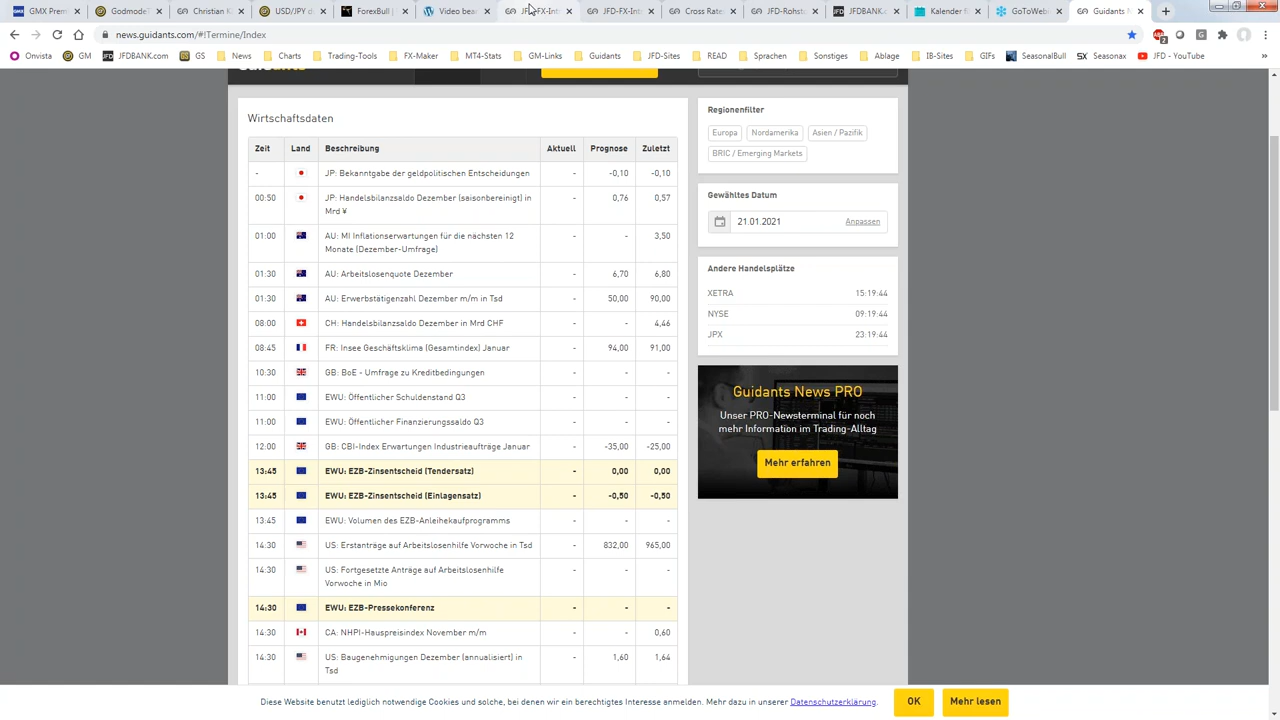 GMX Prem
GodmodeT
Christian K
USD/JPY d
ForexBull |
Video bea
JFD-FX-Int
JFD-FX-Int
Cross Ras
JFD-Rohst
JFDBANK.
Kalender f
GoToWeb
Guidants N
news.guidants.com/#!Termine/Index
Onvista
GM
JFDBANK.com
GS
News
Charts
Trading-Tools
FX-Maker
MT4-Stats
GM-Links
Guidants
JFD-Sites
READ
Sprachen
Sonstiges
Ablage
IB-Sites
GIFs
SeasonalBull
Seasonax
JFD - YouTube
Wirtschaftsdaten
Zeit Land Beschreibung Aktuell Prognose Zuletzt
- JP: Bekanntgabe der geldpolitischen Entscheidungen - -0,10 -0,10
00:50 JP: Handelsbilanzsaldo Dezember (saisonbereinigt) in - 0,76 0,57
Mrd ¥
01:00 AU: MI Inflationserwartungen für die nächsten 12 - - 3,50
Monate (Dezember-Umfrage)
01:30 AU: Arbeitslosenquote Dezember - 6,70 6,80
01:30 AU: Erwerbstätigenzahl Dezember m/m in Tsd - 50,00 90,00
08:00 CH: Handelsbilanzsaldo Dezember in Mrd CHF - - 4,46
08:45 FR: Insee Geschäftsklima (Gesamtindex) Januar - 94,00 91,00
10:30 GB: BoE - Umfrage zu Kreditbedingungen - - -
11:00 EWU: Öffentlicher Schuldenstand Q3 - - -
11:00 EWU: Öffentlicher Finanzierungssaldo Q3 - - -
12:00 GB: CBI-Index Erwartungen Industrieaufträge Januar - -35,00 -25,00
13:45 EWU: EZB-Zinsentscheid (Tendersatz) - 0,00 0,00
13:45 EWU: EZB-Zinsentscheid (Einlagensatz) - -0,50 -0,50
13:45 EWU: Volumen des EZB-Anleihekaufprogramms - - -
14:30 US: Erstanträge auf Arbeitslosenhilfe Vorwoche in Tsd - 832,00 965,00
14:30 US: Fortgesetzte Anträge auf Arbeitslosenhilfe - - -
Vorwoche in Mio
14:30 EWU: EZB-Pressekonferenz - - -
14:30 CA: NHPI-Hauspreisindex November m/m - - 0,60
14:30 US: Baugenehmigungen Dezember (annualisiert) in - 1,60 1,64
Tsd
Regionenfilter
Europa Nordamerika Asien / Pazifik
BRIC / Emerging Markets
Gewähltes Datum
21.01.2021 Anpassen
Andere Handelsplätze
XETRA 15:19:44
NYSE 09:19:44
JPX 23:19:44
Guidants News PRO
Unser PRO-Newsterminal für noch
mehr Information im Trading-Alltag
Mehr erfahren
Diese Website benutzt lediglich notwendige Cookies und solche, bei denen wir ein berechtigtes Interesse anmelden. Mehr dazu in unserer Datenschutzerklärung.
OK
Mehr lesen